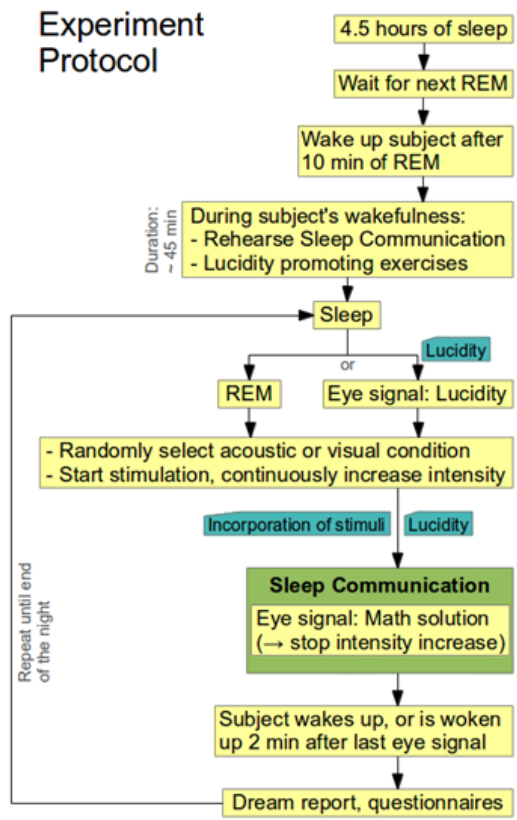 Experiment
Protocol
4.5 hours of sleep
Wait for next REM
Wake up subject after
10 min of REM
Duration:
~ 45 min
During subject's wakefulness:
- Rehearse Sleep Communication
- Lucidity promoting exercises
Sleep
or
Lucidity
REM
Eye signal: Lucidity
- Randomly select acoustic or visual condition
- Start stimulation, continuously increase intensity
Incorporation of stimuli
Lucidity
Sleep Communication
Eye signal: Math solution
(→ stop intensity increase)
Repeat until end
of the night
Subject wakes up, or is woken
up 2 min after last eye signal
Dream report, questionnaires